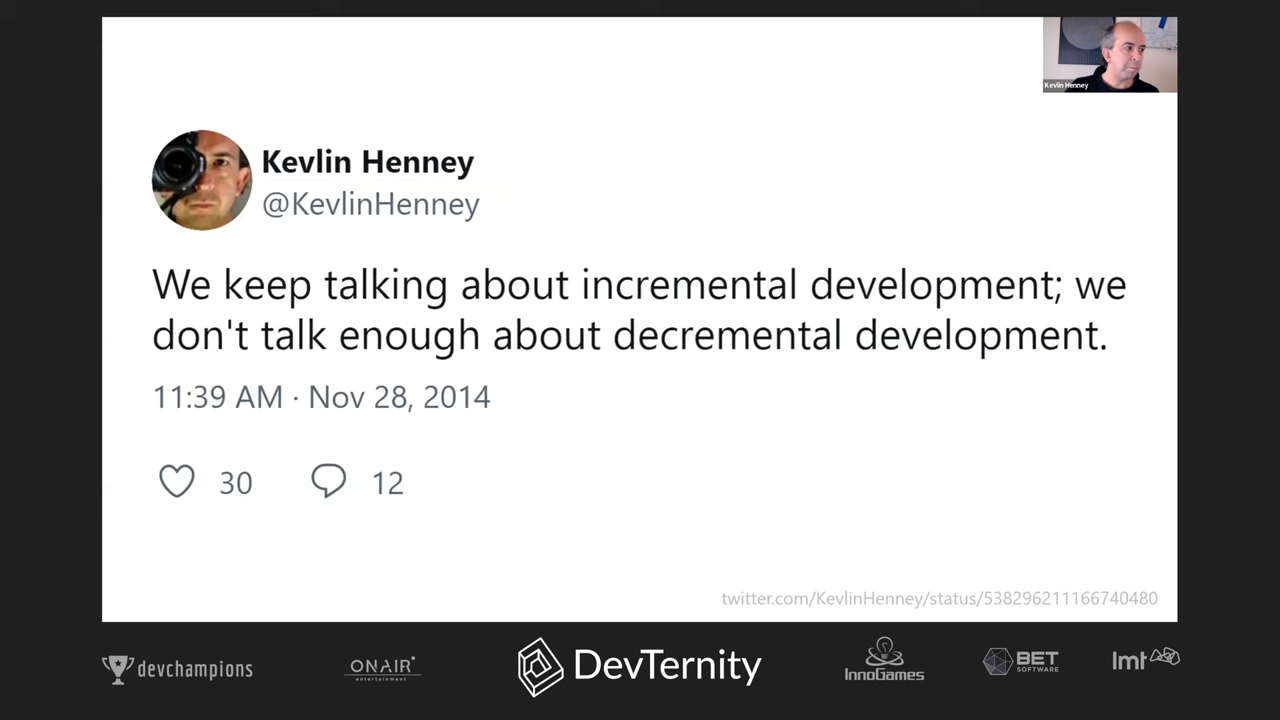 Kevlin Henney
Kevlin Henney
@KevlinHenney
We keep talking about incremental development; we
don't talk enough about decremental development.
11:39 AM · Nov 28, 2014
30 12
twitter.com/KevlinHenney/status/538296211166740480
devchampions
ONAIR
entertainment
DevTernity
InnoGames
BET
SOFTWARE
lmt